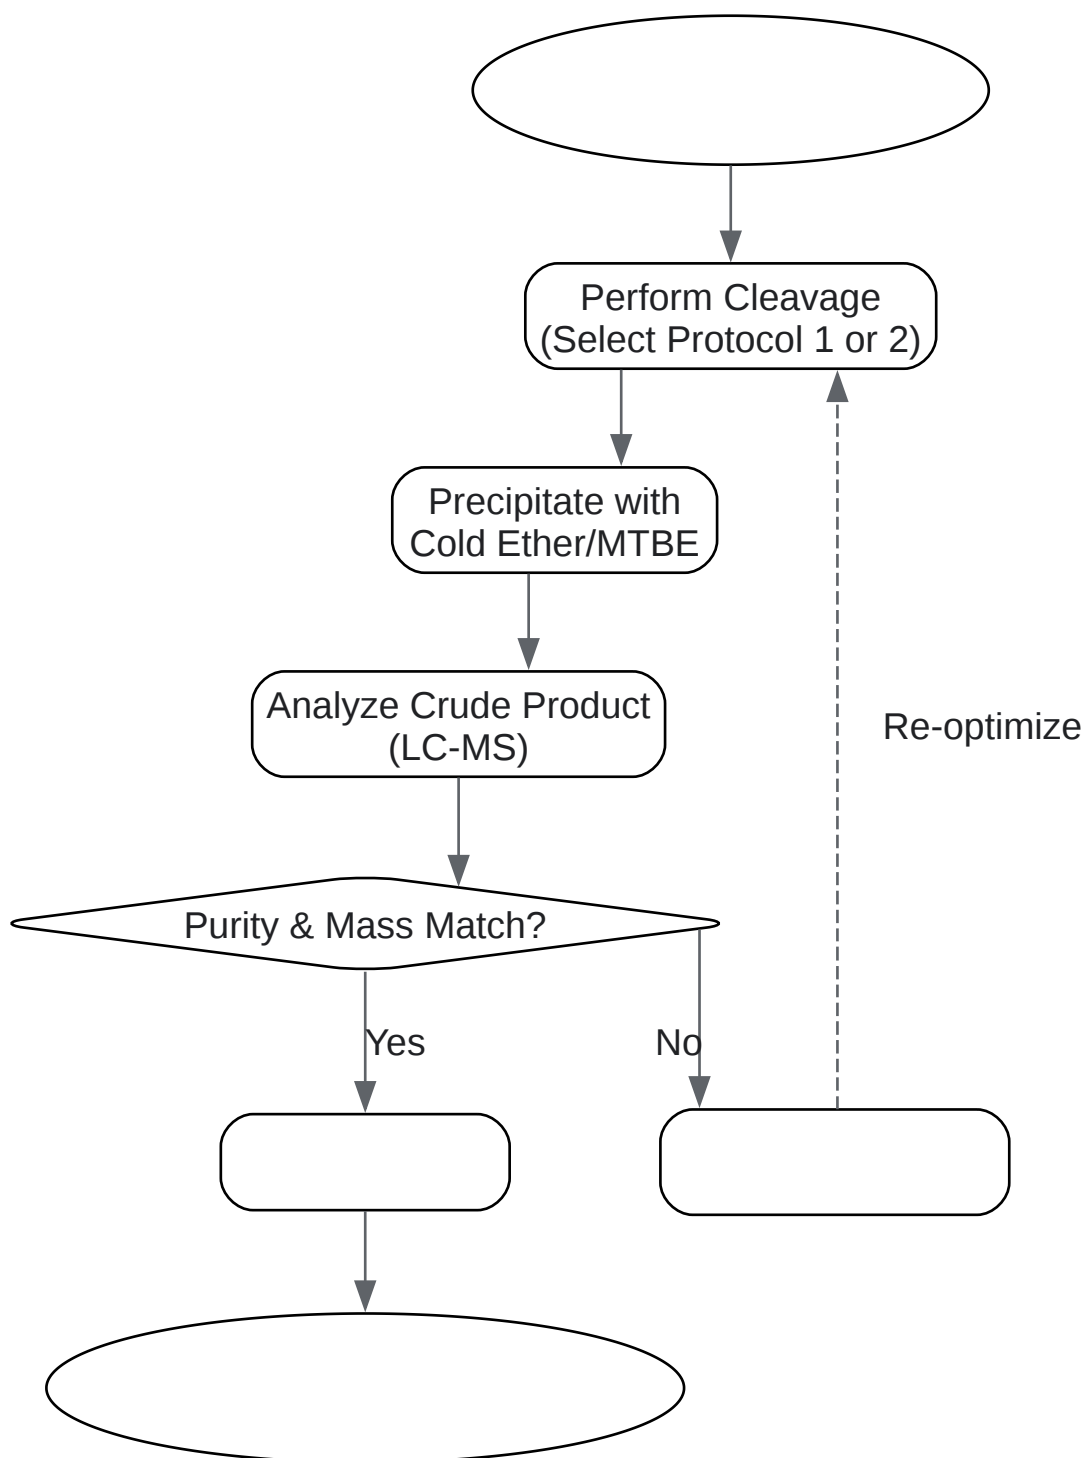 Perform Cleavage
(Select Protocol 1 or 2)
Precipitate with
Cold Ether/MTBE
Analyze Crude Product
(LC-MS)
Re-optimize
Purity & Mass Match?
Yes
No